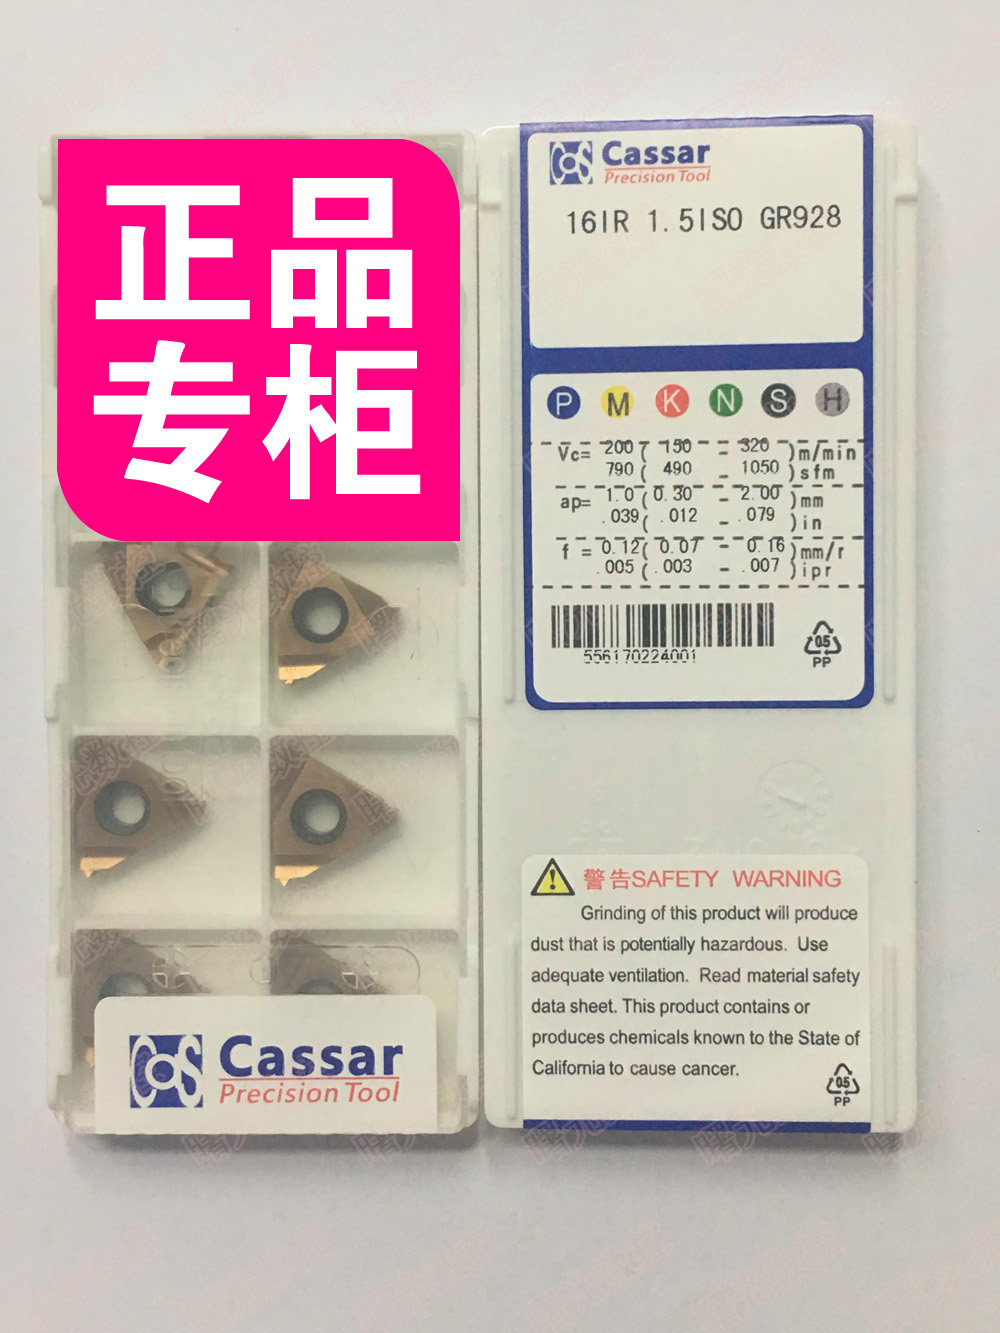 正品
专柜
COS Cassar
Precision Tool
16IR 1.5ISO GR928
P M K N S H
Vc= 200 ( 150 - 320 )m/min
790 ( 490 - 1050 )sfm
ap= 1.0 ( 0.30 - 2.00 )mm
.039 ( .012 - .079 )in
f = 0.12 ( 0.07 - 0.16 )mm/r
.005 ( .003 - .007 )ipr
556170224001
05
PP
警告SAFETY WARNING
Grinding of this product will produce
dust that is potentially hazardous. Use
adequate ventilation. Read material safety
data sheet. This product contains or
produces chemicals known to the State of
California to cause cancer.
05
PP
COS Cassar
Precision Tool